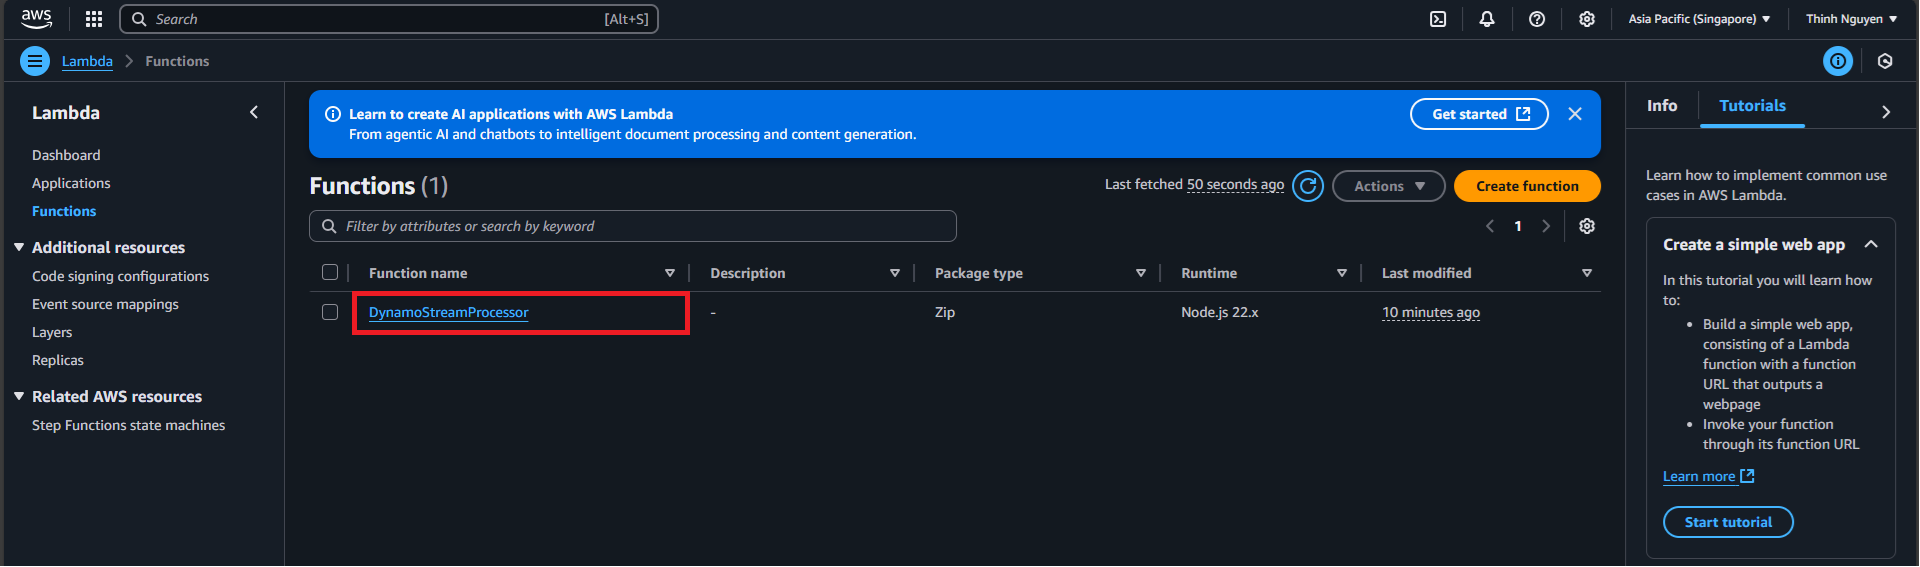 aws
Search
[Alt+S]
Asia Pacific (Singapore)
Thinh Nguyen
Lambda
Functions
Lambda
Dashboard
Applications
Functions
Additional resources
Code signing configurations
Event source mappings
Layers
Replicas
Related AWS resources
Step Functions state machines
Learn to create AI applications with AWS Lambda
From agentic AI and chatbots to intelligent document processing and content generation.
Get started
Functions (1)
Last fetched 50 seconds ago
Actions
Create function
Filter by attributes or search by keyword
1
Function name
Description
Package type
Runtime
Last modified
DynamoStreamProcessor
-
Zip
Node.js 22.x
10 minutes ago
Info
Tutorials
Learn how to implement common use
cases in AWS Lambda.
Create a simple web app
In this tutorial you will learn how
to:
• Build a simple web app,
consisting of a Lambda
function with a function
URL that outputs a
webpage
• Invoke your function
through its function URL
Learn more
Start tutorial